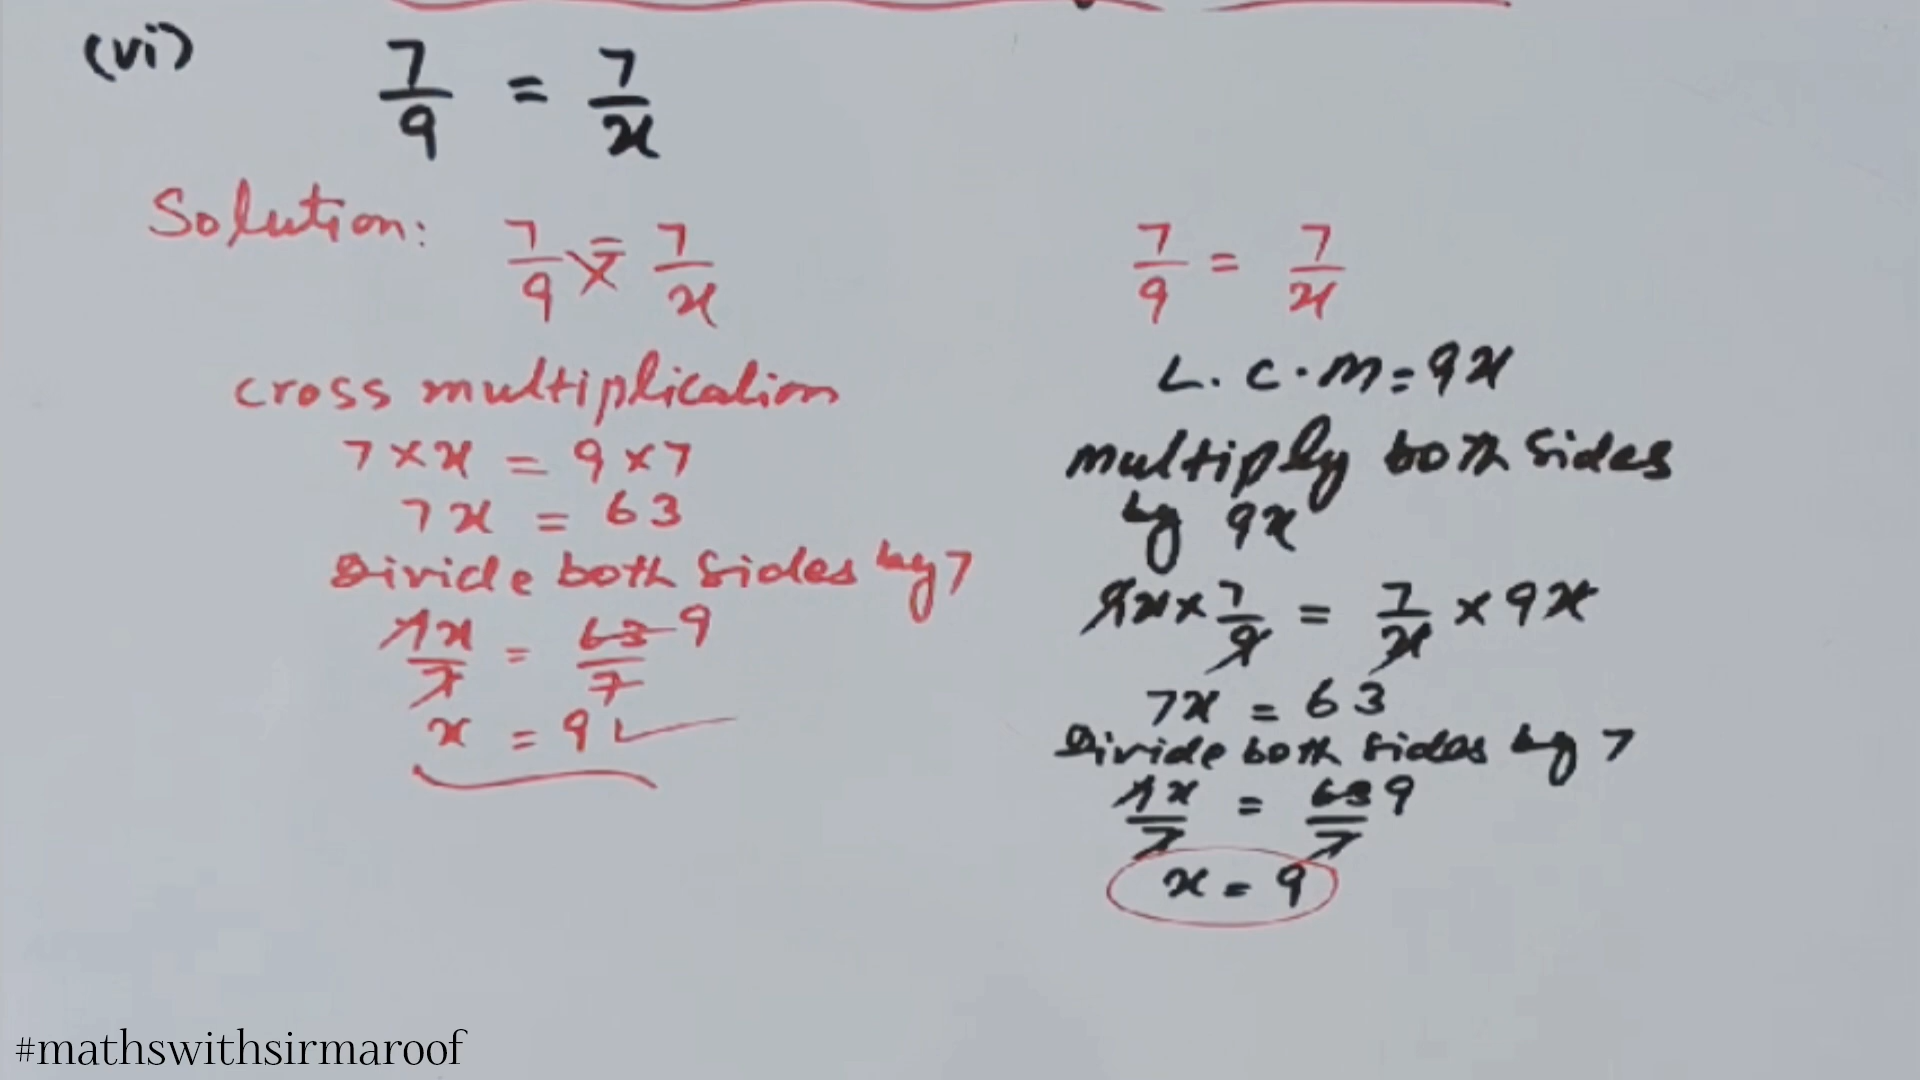 (vi) 7/9 = 7/x
Solution: 7/9 = 7/x
cross multiplication
7 × x = 9 × 7
7x = 63
Divide both sides by 7
7x/7 = 63/7 9
x = 9
7/9 = 7/x
L.C.M = 9x
multiply both sides
by 9x
9x × 7/9 = 7/x × 9x
7x = 63
Divide both sides by 7
7x/7 = 63/7 9
x = 9
#mathswithsirmaroof